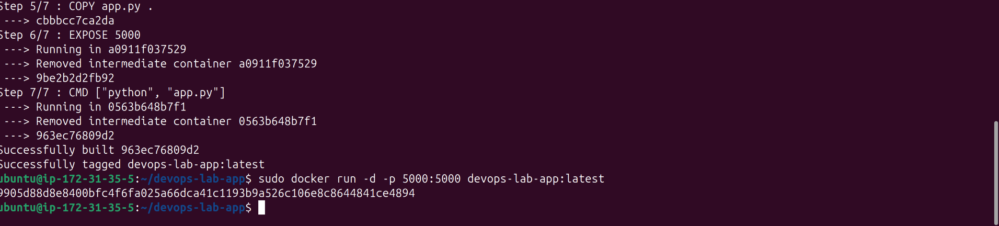 Step 5/7 : COPY app.py .
---> cbbbcc7ca2da
Step 6/7 : EXPOSE 5000
---> Running in a0911f037529
---> Removed intermediate container a0911f037529
---> 9be2b2d2fb92
Step 7/7 : CMD ["python", "app.py"]
---> Running in 0563b648b7f1
---> Removed intermediate container 0563b648b7f1
---> 963ec76809d2
Successfully built 963ec76809d2
Successfully tagged devops-lab-app:latest
ubuntu@ip-172-31-35-5:~/devops-lab-app$ sudo docker run -d -p 5000:5000 devops-lab-app:latest
9905d88d8e8400bfc4f6fa025a66dca41c1193b9a526c106e8c8644841ce4894
ubuntu@ip-172-31-35-5:~/devops-lab-app$